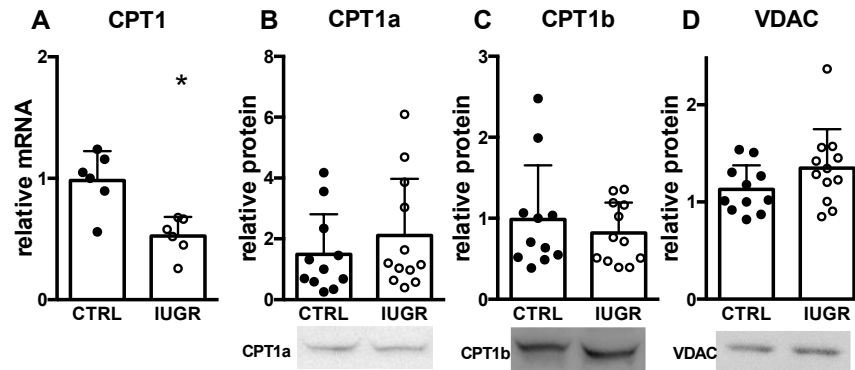 A CPT1
relative mRNA
2
1
0
*
CTRL IUGR
B CPT1a
relative protein
8
6
4
2
0
CTRL IUGR
CPT1a
C CPT1b
relative protein
3
2
1
0
CTRL IUGR
CPT1b
D VDAC
relative protein
2
1
0
CTRL IUGR
VDAC